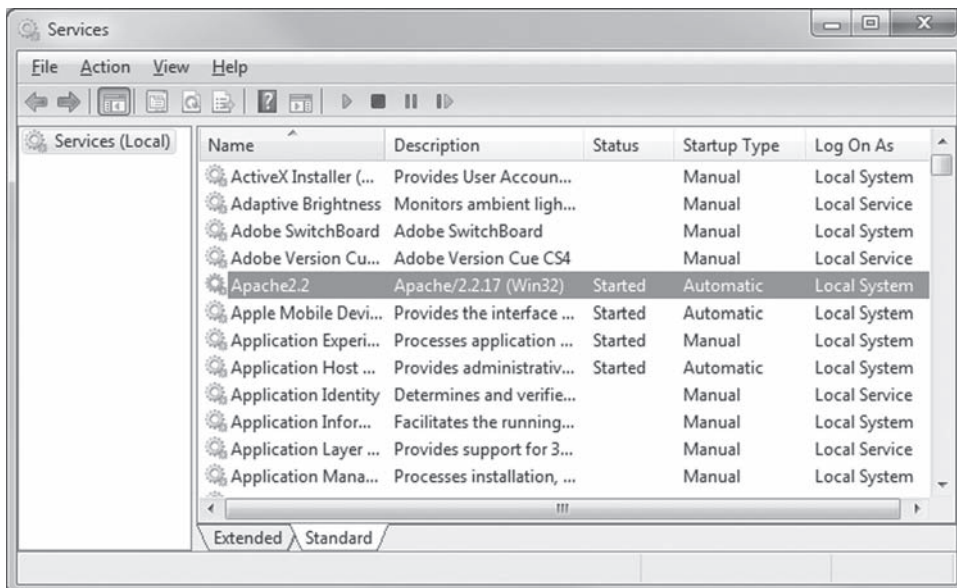 Services
File Action View Help
Services (Local)
Name Description Status Startup Type Log On As
ActiveX Installer (... Provides User Accoun... Manual Local System
Adaptive Brightness Monitors ambient ligh... Manual Local Service
Adobe SwitchBoard Adobe SwitchBoard Manual Local System
Adobe Version Cu... Adobe Version Cue CS4 Manual Local Service
Apache2.2 Apache/2.2.17 (Win32) Started Automatic Local System
Apple Mobile Devi... Provides the interface ... Started Automatic Local System
Application Experi... Processes application ... Started Manual Local System
Application Host ... Provides administrativ... Started Automatic Local System
Application Identity Determines and verifie... Manual Local Service
Application Infor... Facilitates the running... Manual Local System
Application Layer ... Provides support for 3... Manual Local Service
Application Mana... Processes installation, ... Manual Local System
Extended Standard